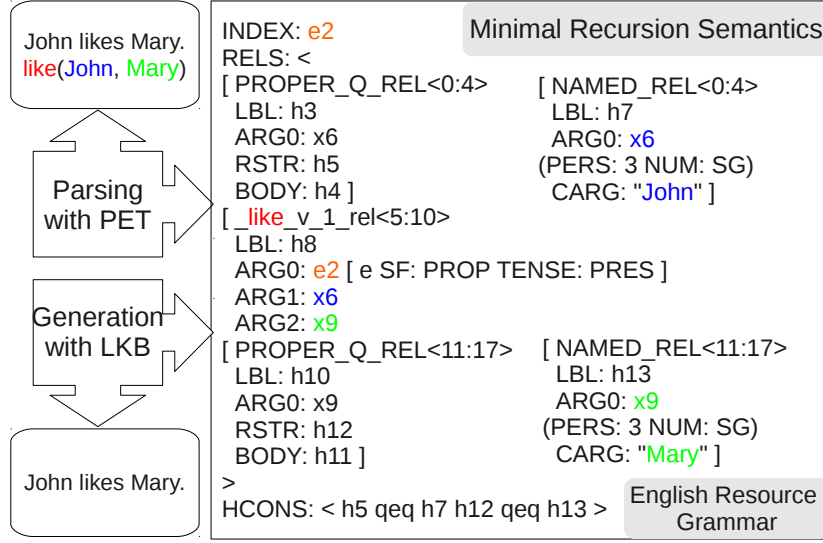 John likes Mary.
like(John, Mary)
Parsing
with PET
Generation
with LKB
John likes Mary.
Minimal Recursion Semantics
INDEX: e2
RELS: <
[ PROPER_Q_REL<0:4>
LBL: h3
ARG0: x6
RSTR: h5
BODY: h4 ]
[ NAMED_REL<0:4>
LBL: h7
ARG0: x6
(PERS: 3 NUM: SG)
CARG: "John" ]
[ _like_v_1_rel<5:10>
LBL: h8
ARG0: e2 [ e SF: PROP TENSE: PRES ]
ARG1: x6
ARG2: x9
[ PROPER_Q_REL<11:17>
LBL: h10
ARG0: x9
RSTR: h12
BODY: h11 ]
[ NAMED_REL<11:17>
LBL: h13
ARG0: x9
(PERS: 3 NUM: SG)
CARG: "Mary" ]
>
HCONS: < h5 qeq h7 h12 qeq h13 >
English Resource
Grammar